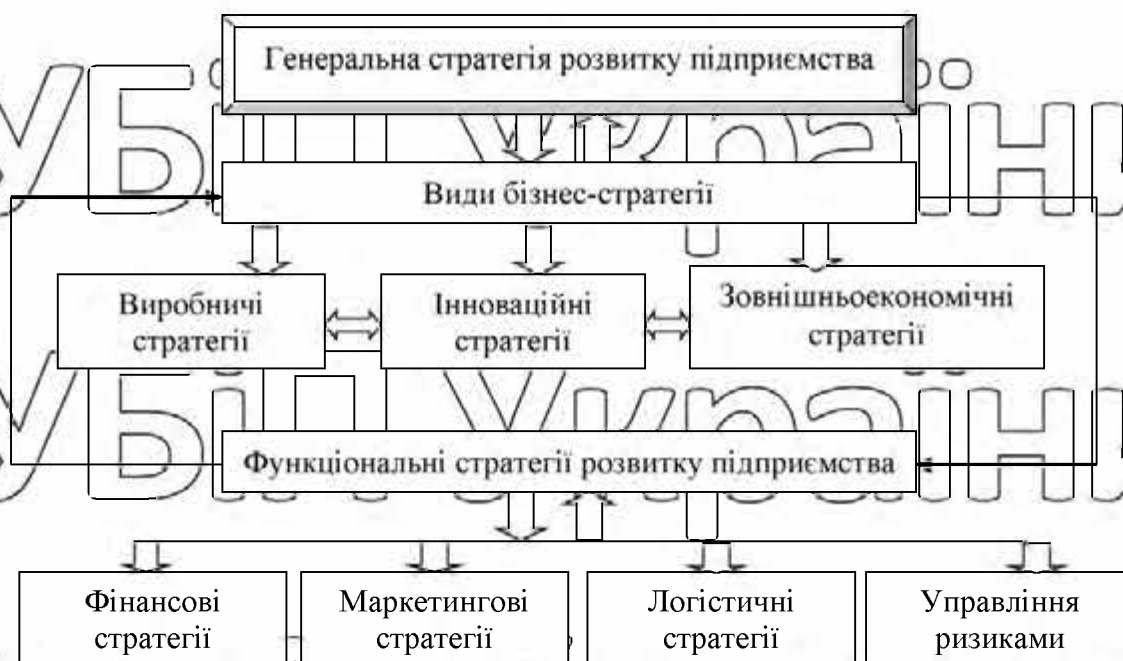 Генеральна стратегія розвитку підприємства
Види бізнес-стратегії
Виробничі
стратегії
Інноваційні
стратегії
Зовнішньоекономічні
стратегії
Функціональні стратегії розвитку підприємства
Фінансові
стратегії
Маркетингові
стратегії
Логістичні
стратегії
Управління
ризиками